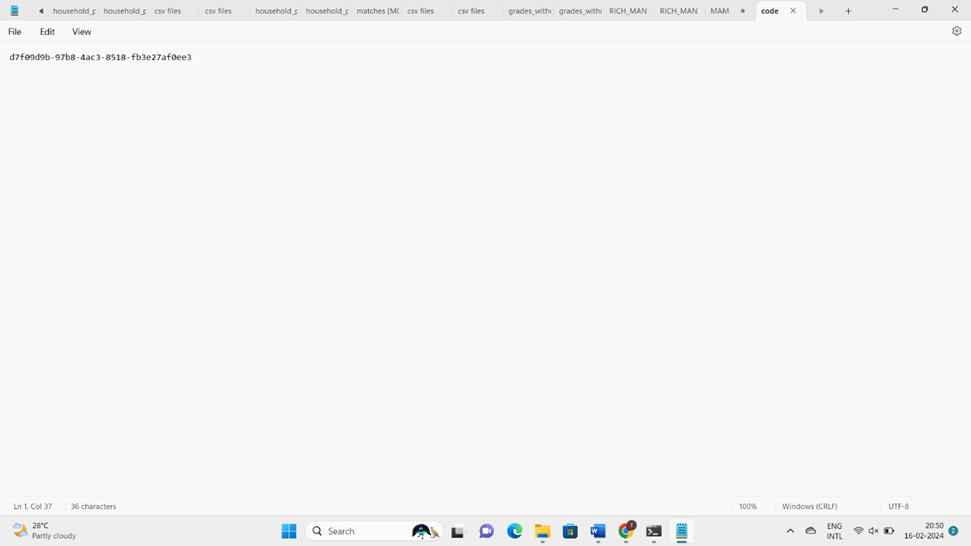 household_p household_p csv files csv files household_p household_p matches [MC csv files csv files grades_with grades_with RICH_MAN RICH_MAN MAM code
File Edit View
d7f09d9b-97b8-4ac3-8518-fb3e27af0ee3
Ln 1, Col 37 36 characters 100% Windows (CRLF) UTF-8
28°C
Partly cloudy
Search
T
ENG
INTL
20:50
16-02-2024
2